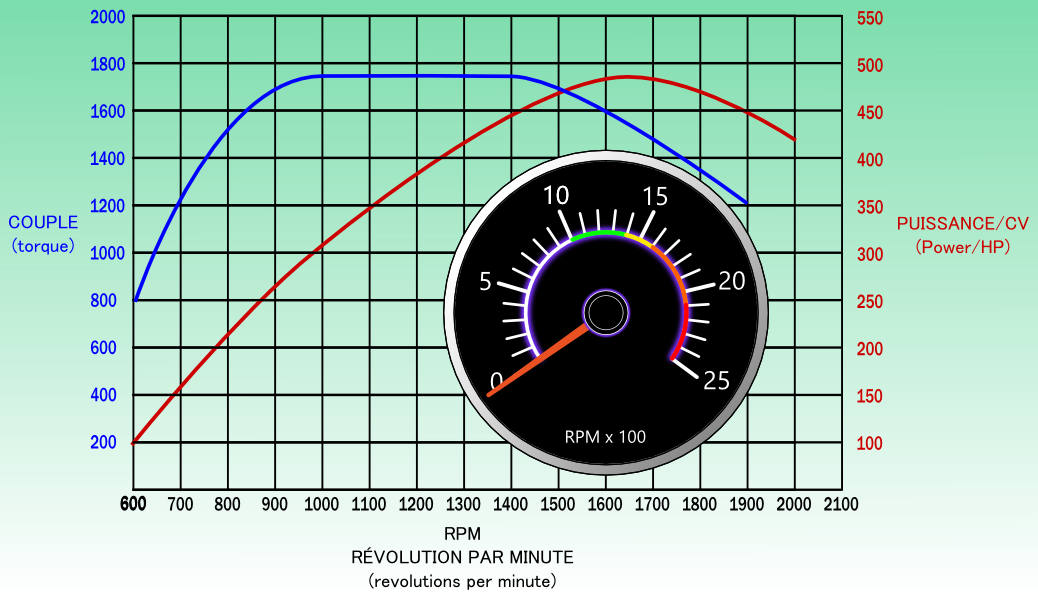 2000
1800
1600
1400
1200
1000
800
600
400
200
COUPLE
(torque)
550
500
450
400
350
300
250
200
150
100
PUISSANCE/CV
(Power/HP)
0
5
10
15
20
25
RPM x 100
600 700 800 900 1000 1100 1200 1300 1400 1500 1600 1700 1800 1900 2000 2100
RPM
RÉVOLUTION PAR MINUTE
(revolutions per minute)